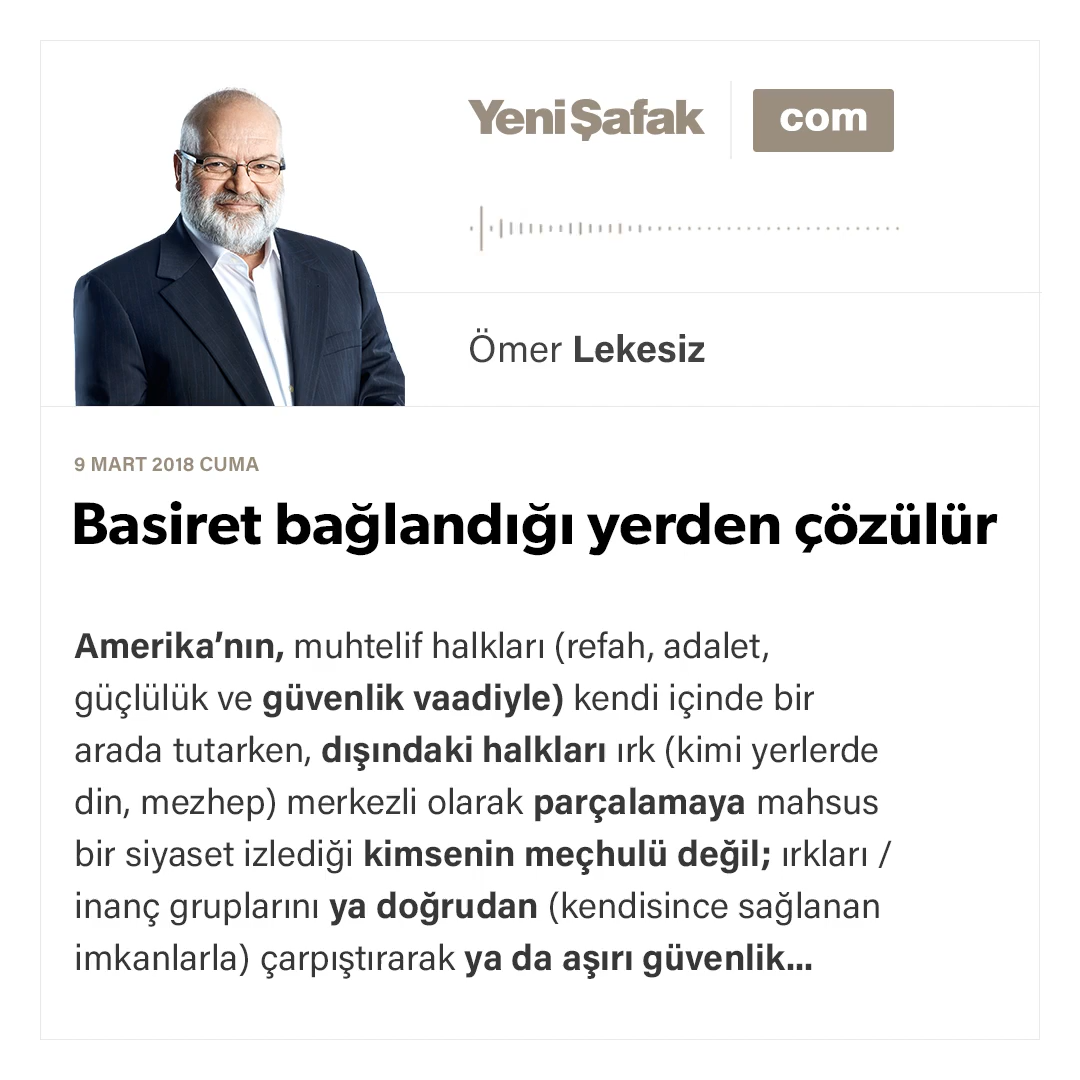 YeniŞafak com
Ömer Lekesiz
9 MART 2018 CUMA
Basiret bağlandığı yerden çözülür
Amerika’nın, muhtelif halkları (refah, adalet,
güçlülük ve güvenlik vaadiyle) kendi içinde bir
arada tutarken, dışındaki halkları ırk (kimi yerlerde
din, mezhep) merkezli olarak parçalamaya mahsus
bir siyaset izlediği kimsenin meçhulü değil; ırkları /
inanç gruplarını ya doğrudan (kendisince sağlanan
imkanlarla) çarpıştırarak ya da aşırı güvenlik...